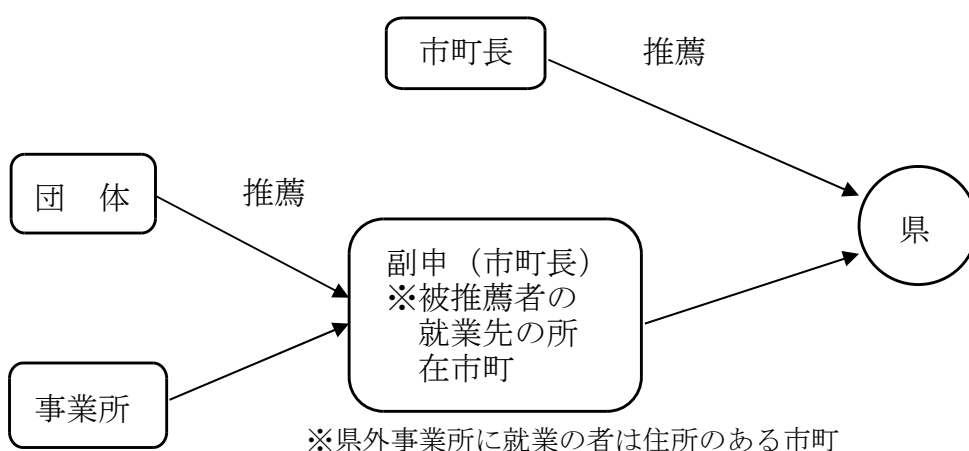 市町長
推薦
団　体
推薦
県
副申（市町長）
※被推薦者の
就業先の所
在市町
事業所
※県外事業所に就業の者は住所のある市町